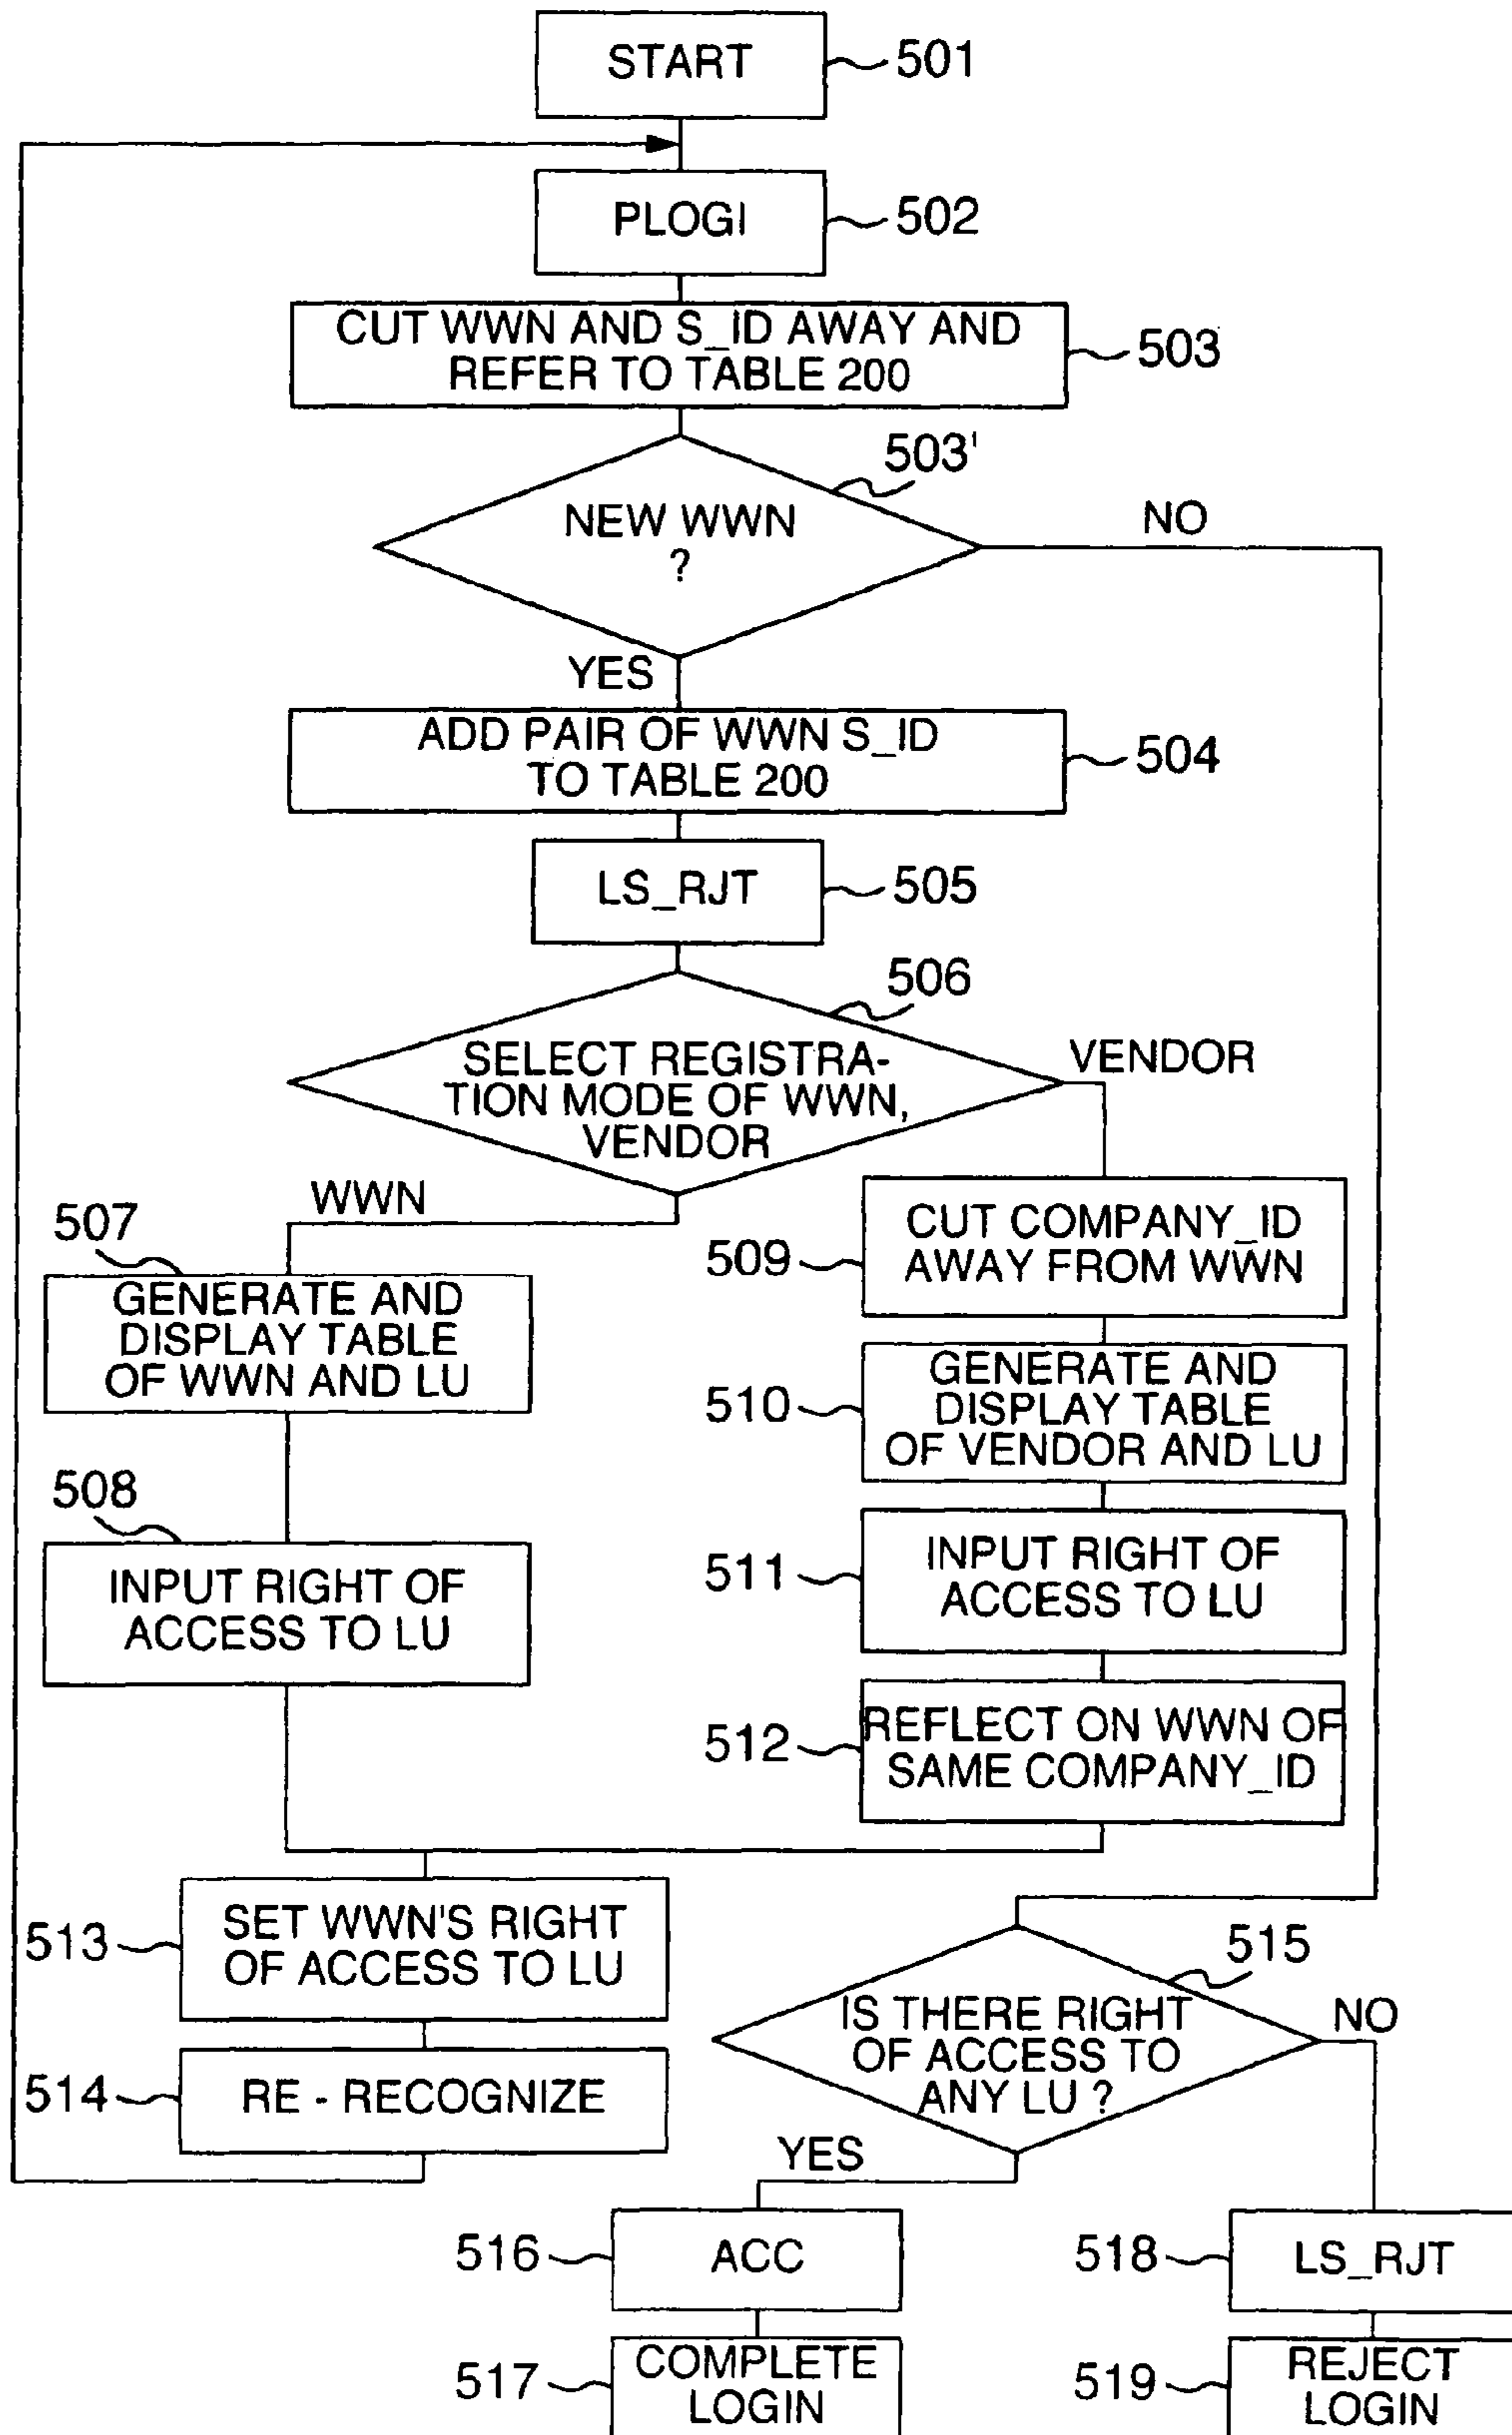 START
501
PLOGI
502
CUT WWN AND S_ID AWAY AND
REFER TO TABLE 200
503
503'
NEW WWN
?
NO
YES
ADD PAIR OF WWN S_ID
TO TABLE 200
504
LS_RJT
505
506
SELECT REGISTRA-
TION MODE OF WWN,
VENDOR
VENDOR
WWN
507
GENERATE AND
DISPLAY TABLE
OF WWN AND LU
508
INPUT RIGHT OF
ACCESS TO LU
509
CUT COMPANY_ID
AWAY FROM WWN
510
GENERATE AND
DISPLAY TABLE
OF VENDOR AND LU
511
INPUT RIGHT OF
ACCESS TO LU
512
REFLECT ON WWN OF
SAME COMPANY_ID
513
SET WWN'S RIGHT
OF ACCESS TO LU
514
RE - RECOGNIZE
515
IS THERE RIGHT
OF ACCESS TO
ANY LU ?
NO
YES
516
ACC
517
COMPLETE
LOGIN
518
LS_RJT
519
REJECT
LOGIN